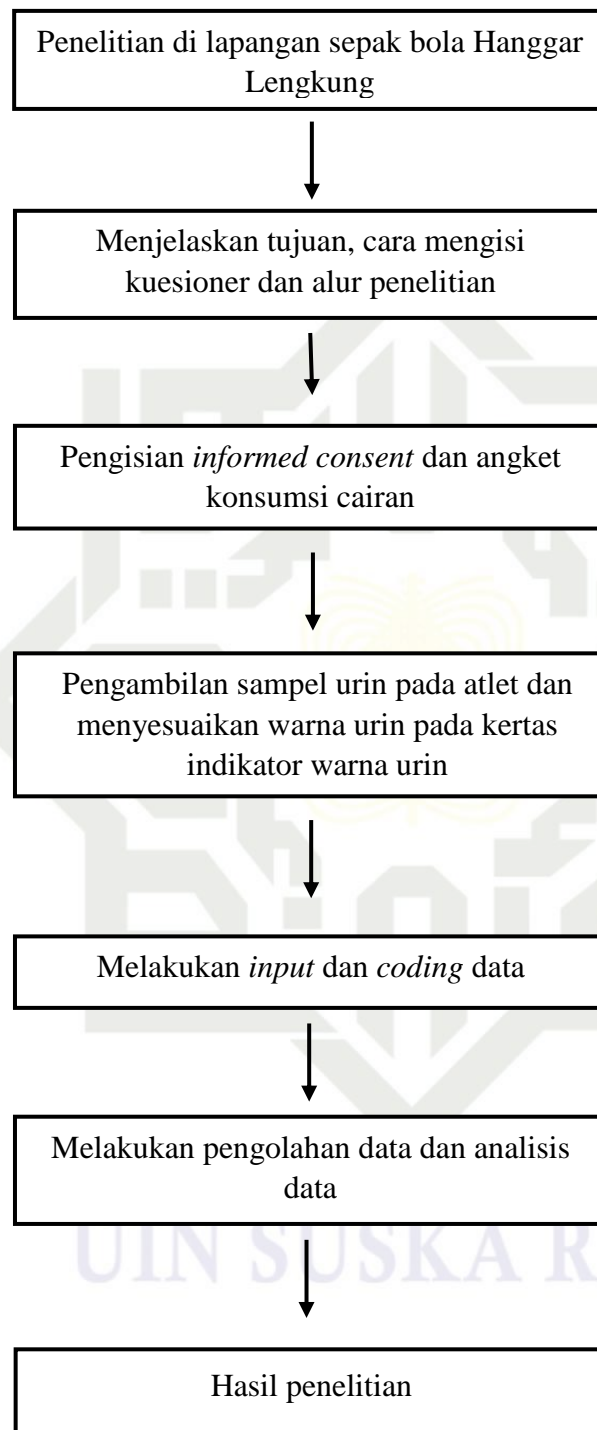 Penelitian di lapangan sepak bola Hanggar
Lengkung
Menjelaskan tujuan, cara mengisi
kuesioner dan alur penelitian
Pengisian informed consent dan angket
konsumsi cairan
Pengambilan sampel urin pada atlet dan
menyesuaikan warna urin pada kertas
indikator warna urin
Melakukan input dan coding data
Melakukan pengolahan data dan analisis
data
UIN SUSKA R
Hasil penelitian